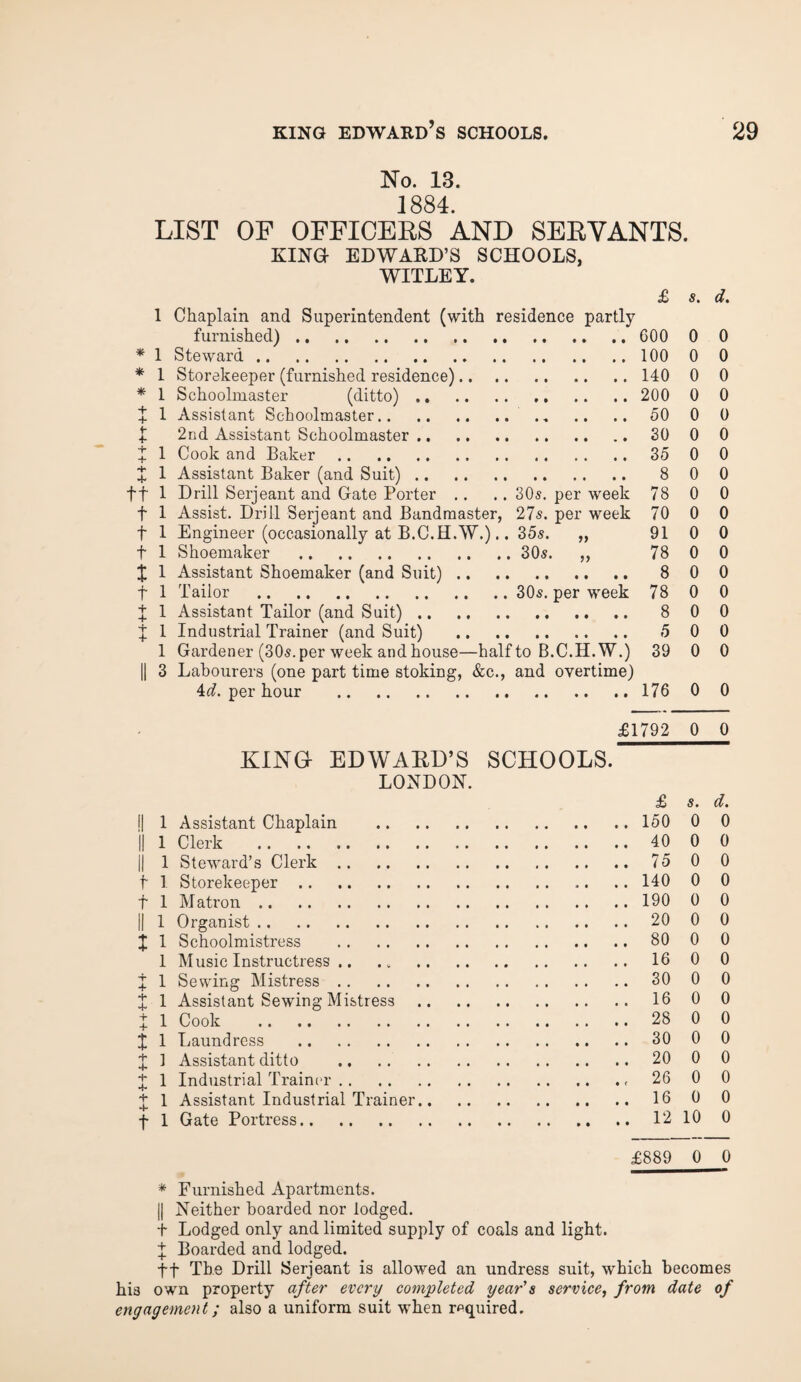 KING EDWARD’S SCHOOLS. 29
No. 13.
1884.
LIST OF OFFICERS AND SERVANTS.
KING EDWARD’S SCHOOLS,
WITLEY.
£ s. d.
1 Chaplain and Superintendent (with residence partly
furnished) .. .. .. .. .. .. .. .. .. .. 600 0 0
* 1 Steward .. .. .. .. .. .. .. .. .. .. 100 0 0
* 1 Storekeeper (furnished residence) .. .. .. .. .. 140 0 0
* 1 Schoolmaster (ditto) .. .. .. .. .. .. 200 0 0
‡ 1 Assistant Schoolmaster .. .. .. .. .. .. .. 50 0 0
‡ 2nd Assistant Schoolmaster .. .. .. .. .. .. 30 0 0
‡ 1 Cook and Baker .. .. .. .. .. .. .. .. 35 0 0
‡ 1 Assistant Baker (and Suit) .. .. .. .. .. .. 8 0 0
†† 1 Drill Serjeant and Gate Porter .. .. 30s. per week 78 0 0
† 1 Assist. Drill Serjeant and Bandmaster, 27s. per week 70 0 0
† 1 Engineer (occasionally at B.C.H.W.) .. 35s. „ 91 0 0
† 1 Shoemaker .. .. .. .. .. .. 30s. „ 78 0 0
‡ 1 Assistant Shoemaker (and Suit) .. .. .. .. .. 8 0 0
† 1 Tailor .. .. .. .. .. .. .. 30s. per week 78 0 0
‡ 1 Assistant Tailor (and Suit) .. .. .. .. .. .. 8 0 0
‡ 1 Industrial Trainer (and Suit) .. .. .. .. .. 5 0 0
1 Gardener (30s. per week and house—half to B.C.H.W.) 39 0 0
|| 3 Labourers (one part time stoking, &c., and overtime)
4d. per hour .. .. .. .. .. .. .. .. .. 176 0 0
£1792 0 0
KING EDWARD’S SCHOOLS.
LONDON.
£ s. d.
|| 1 Assistant Chaplain .. .. .. .. .. .. .. .. 150 0 0
|| 1 Clerk .. .. .. .. .. .. .. .. .. .. 40 0 0
|| 1 Steward’s Clerk .. .. .. .. .. .. .. .. 75 0 0
† 1 Storekeeper .. .. .. .. .. .. .. .. .. 140 0 0
† 1 Matron .. .. .. .. .. .. .. .. .. .. 190 0 0
|| 1 Organist .. .. .. .. .. .. .. .. .. .. 20 0 0
‡ 1 Schoolmistress .. .. .. .. .. .. .. .. 80 0 0
1 Music Instructress .. .. .. .. .. .. .. .. 16 0 0
‡ 1 Sewing Mistress .. .. .. .. .. .. .. .. 30 0 0
‡ 1 Assistant Sewing Mistress .. .. .. .. .. .. 16 0 0
‡ 1 Cook .. .. .. .. .. .. .. .. .. .. 28 0 0
‡ 1 Laundress .. .. .. .. .. .. .. .. .. 30 0 0
‡ 1 Assistant ditto .. .. .. .. .. .. .. .. 20 0 0
‡ 1 Industrial Trainer .. .. .. .. .. .. .. .. 26 0 0
‡ 1 Assistant Industrial Trainer .. .. .. .. .. .. 16 0 0
† 1 Gate Portress .. .. .. .. .. .. .. .. .. 12 10 0
£889 0 0
* Furnished Apartments.
|| Neither boarded nor lodged.
† Lodged only and limited supply of coals and light.
‡ Boarded and lodged.
†† The Drill Serjeant is allowed an undress suit, which becomes
his own property after every completed year’s service, from date of
engagement; also a uniform suit when required.